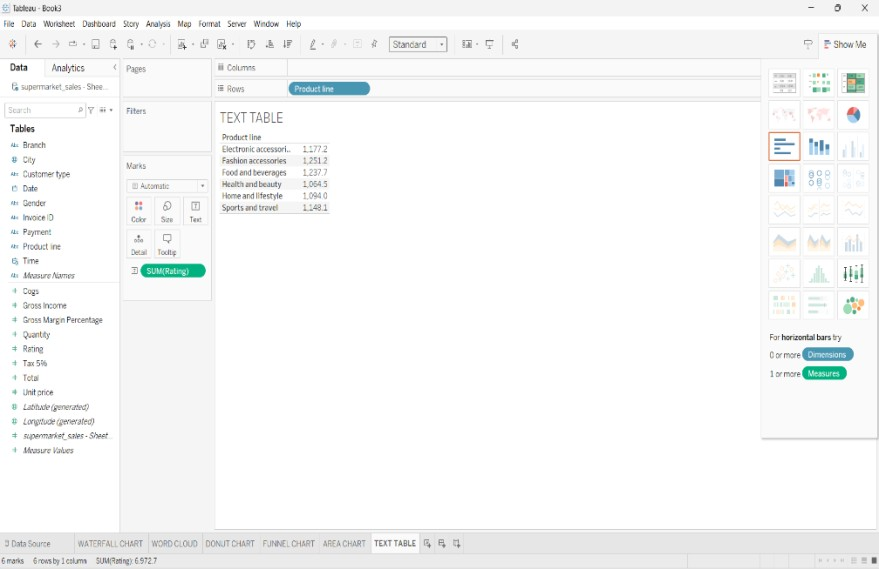 Tableau - Book3
File Data Worksheet Dashboard Story Analysis Map Format Server Window Help
Standard
Show Me
Data Analytics
supermarket_sales - Shee...
Search
Tables
Abc Branch
City
Abc Customer type
Date
Abc Gender
Abc Invoice ID
Abc Payment
Abc Product line
Time
Abc Measure Names
Cogs
Gross Income
Gross Margin Percentage
Quantity
Rating
Tax 5%
Total
Unit price
Latitude (generated)
Longitude (generated)
supermarket_sales - Sheet...
Measure Values
Pages
Filters
Marks
Automatic
Color Size Text
Detail Tooltip
SUM(Rating)
Columns
Rows Product line
TEXT TABLE
Product line
Electronic accessori.. 1,177.2
Fashion accessories 1,251.2
Food and beverages 1,237.7
Health and beauty 1,064.5
Home and lifestyle 1,094.0
Sports and travel 1,148.1
For horizontal bars try
0 or more Dimensions
1 or more Measures
Data Source WATERFALL CHART WORD CLOUD DONUT CHART FUNNEL CHART AREA CHART TEXT TABLE
6 marks 6 rows by 1 column SUM(Rating): 6,972.7